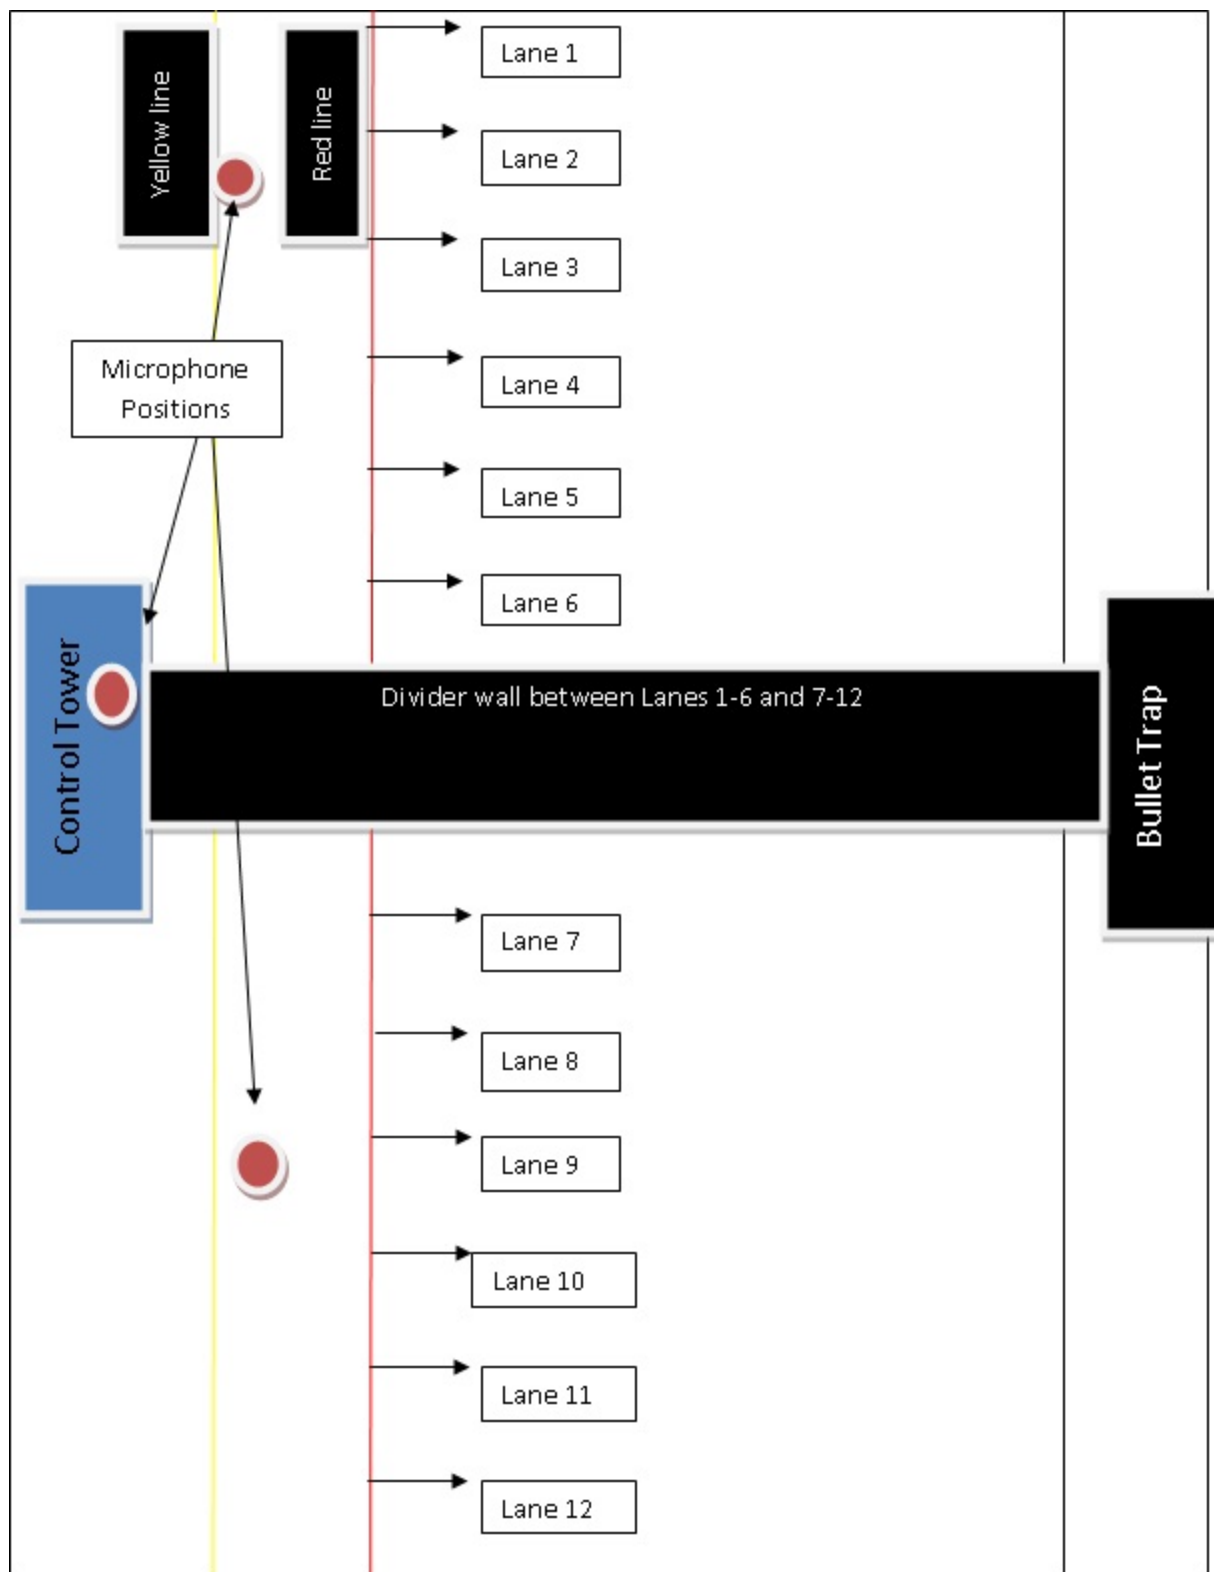 Yellow line
Red line
Lane 1
Lane 2
Lane 3
Microphone
Positions
Lane 4
Lane 5
Lane 6
Control Tower
Divider wall between Lanes 1-6 and 7-12
Bullet Trap
Lane 7
Lane 8
Lane 9
Lane 10
Lane 11
Lane 12